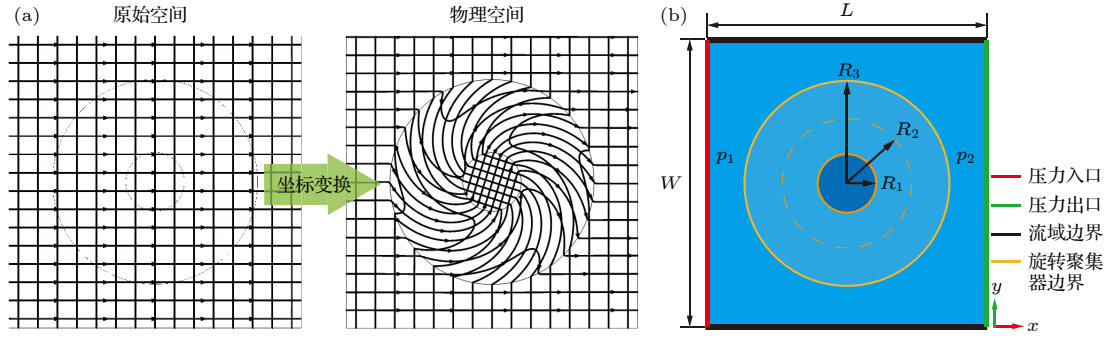 (a)
原始空间
物理空间
坐标变换
(b)
L
W
R3
R2
R1
p1
p2
压力入口
压力出口
流域边界
旋转聚集
器边界
y
x